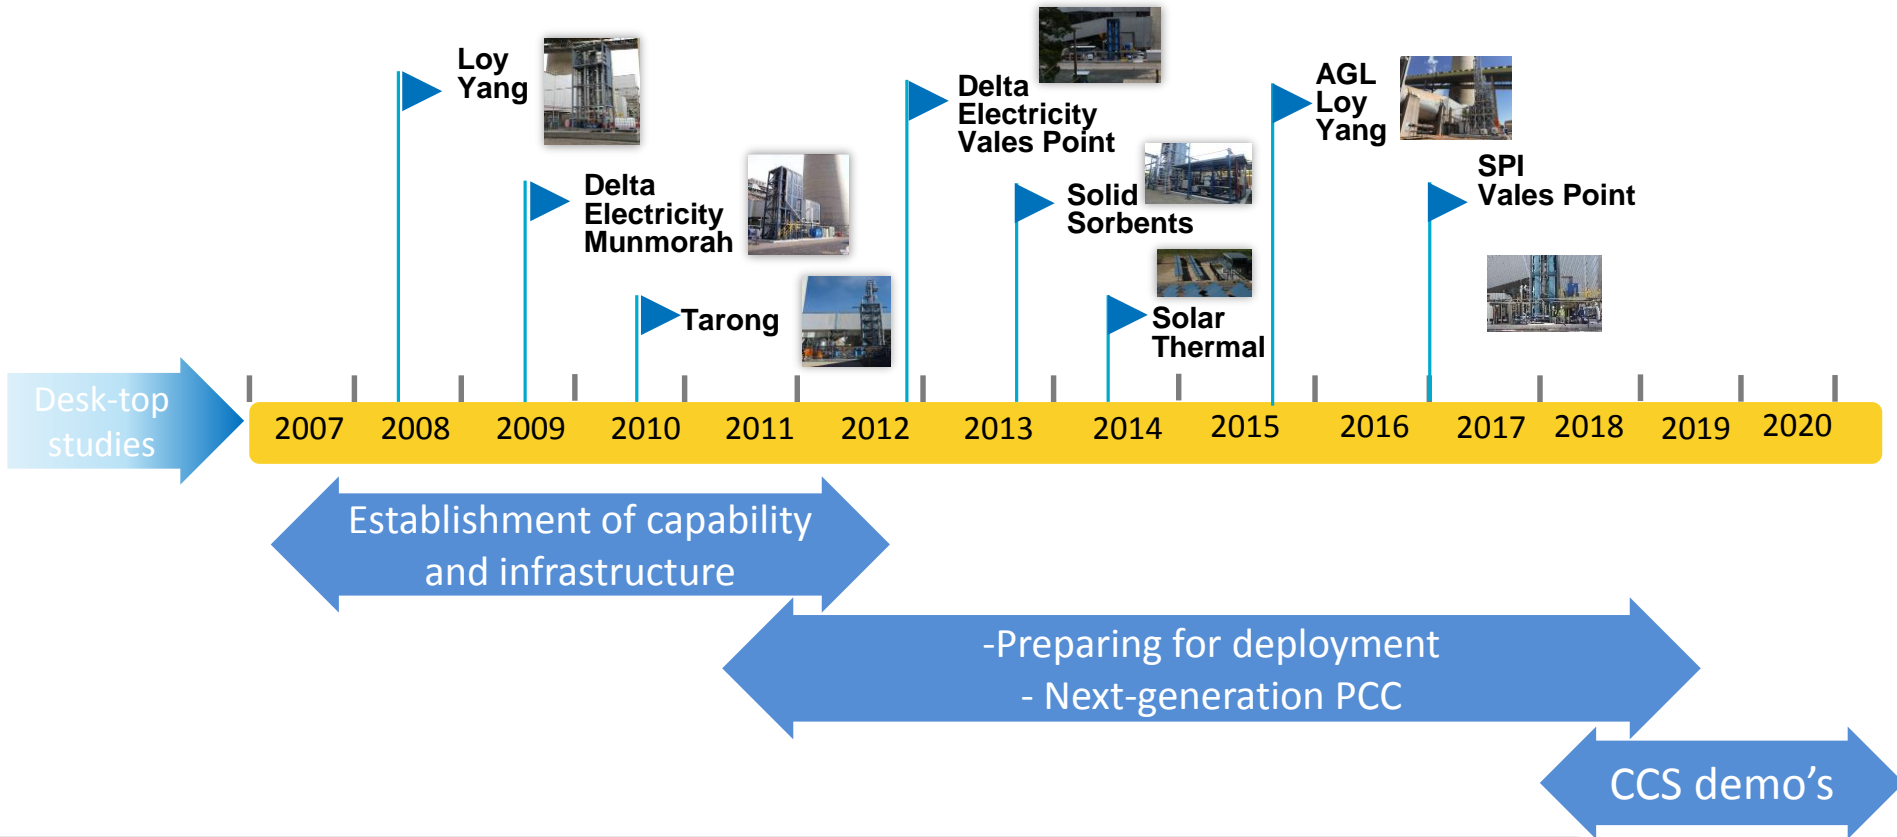 Loy
Yang
Delta
Electricity
Munmorah
Tarong
Delta
Electricity
Vales Point
Solid
Sorbents
Solar
Thermal
AGL
Loy
Yang
SPI
Vales Point
Desk-top
studies
2007 2008 2009 2010 2011 2012 2013 2014 2015 2016 2017 2018 2019 2020
Establishment of capability
and infrastructure
-Preparing for deployment
- Next-generation PCC
CCS demo’s